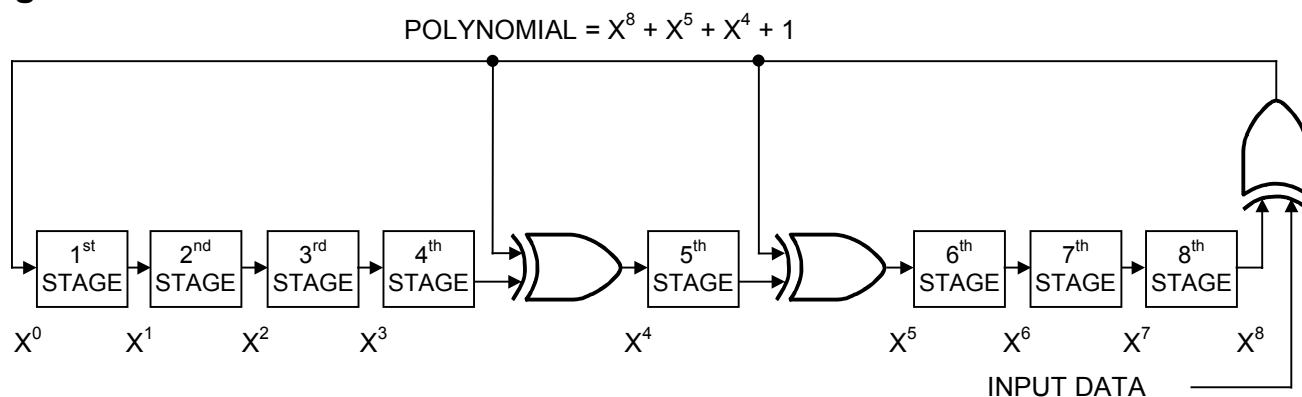 POLYNOMIAL = X⁸ + X⁵ + X⁴ + 1
1st STAGE
2nd STAGE
3rd STAGE
4th STAGE
5th STAGE
6th STAGE
7th STAGE
8th STAGE
X⁰ X¹ X² X³ X⁴ X⁵ X⁶ X⁷ X⁸
INPUT DATA